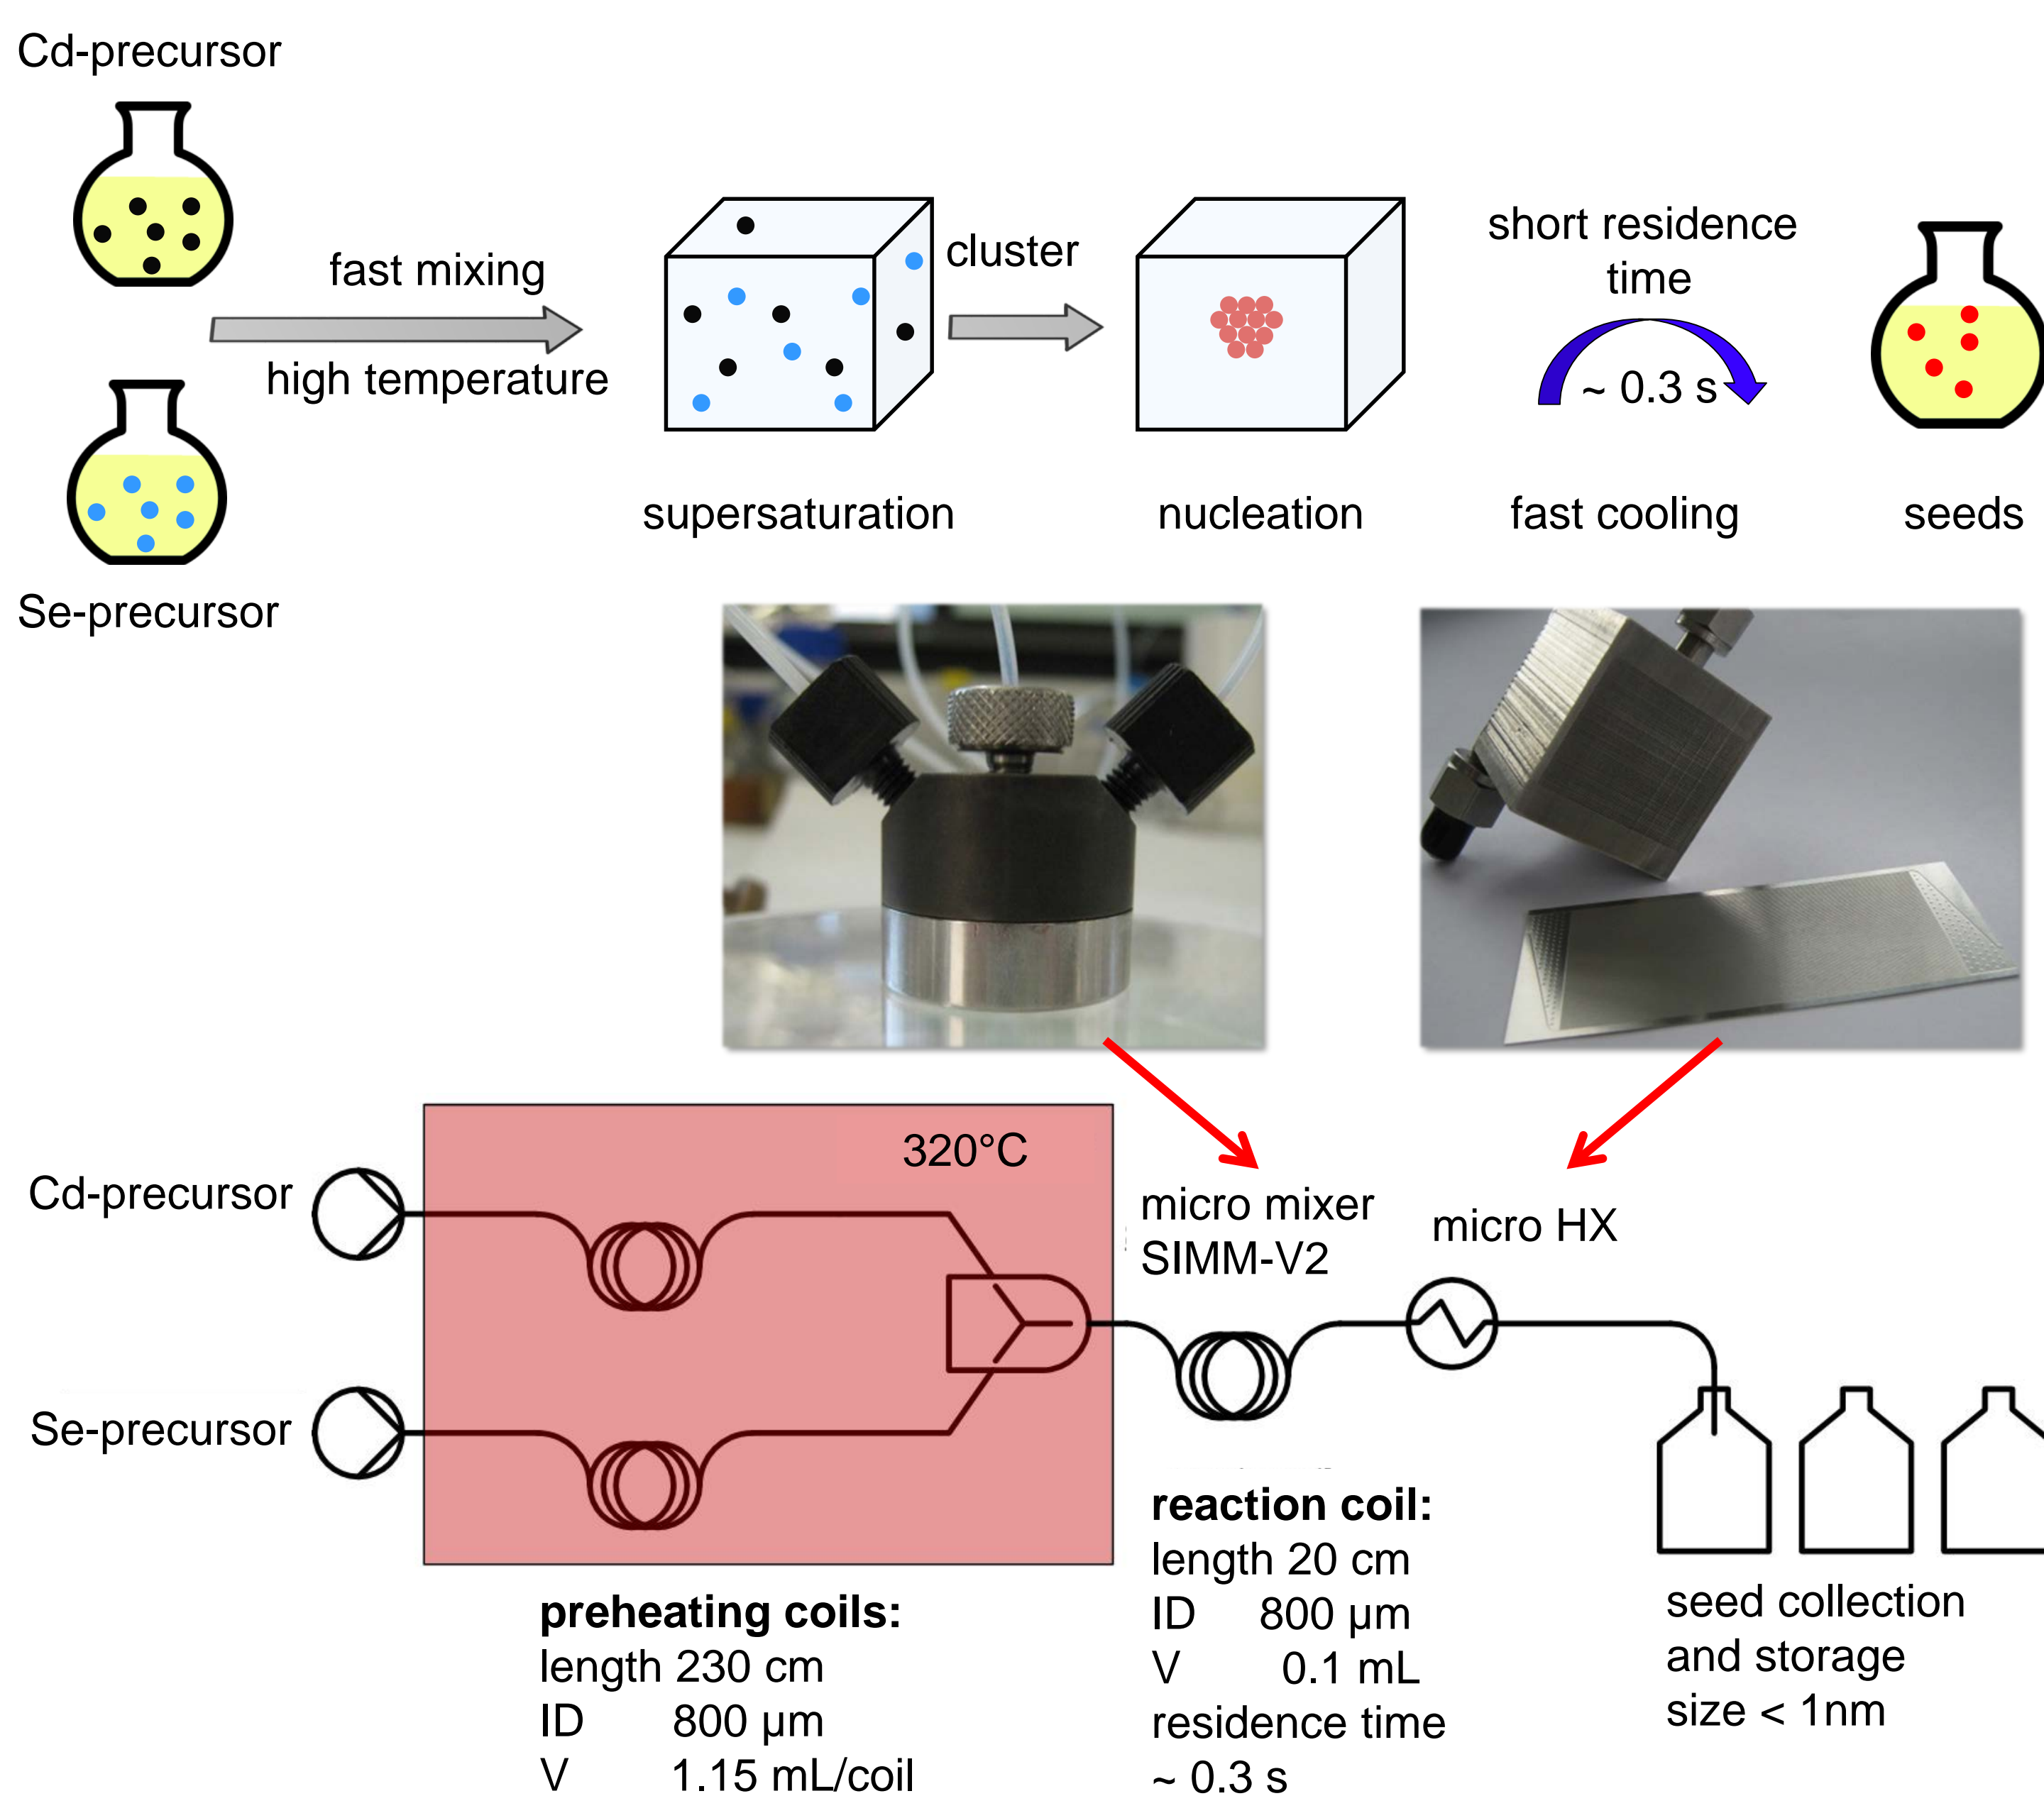 Cd-precursor
fast mixing
high temperature
Se-precursor
cluster
short residence
time
~ 0.3 s
supersaturation
nucleation
fast cooling
seeds
320°C
Cd-precursor
Se-precursor
micro mixer
SIMM-V2
micro HX
preheating coils:
length 230 cm
ID 800 µm
V 1.15 mL/coil
reaction coil:
length 20 cm
ID 800 µm
V 0.1 mL
residence time
~ 0.3 s
seed collection
and storage
size < 1nm